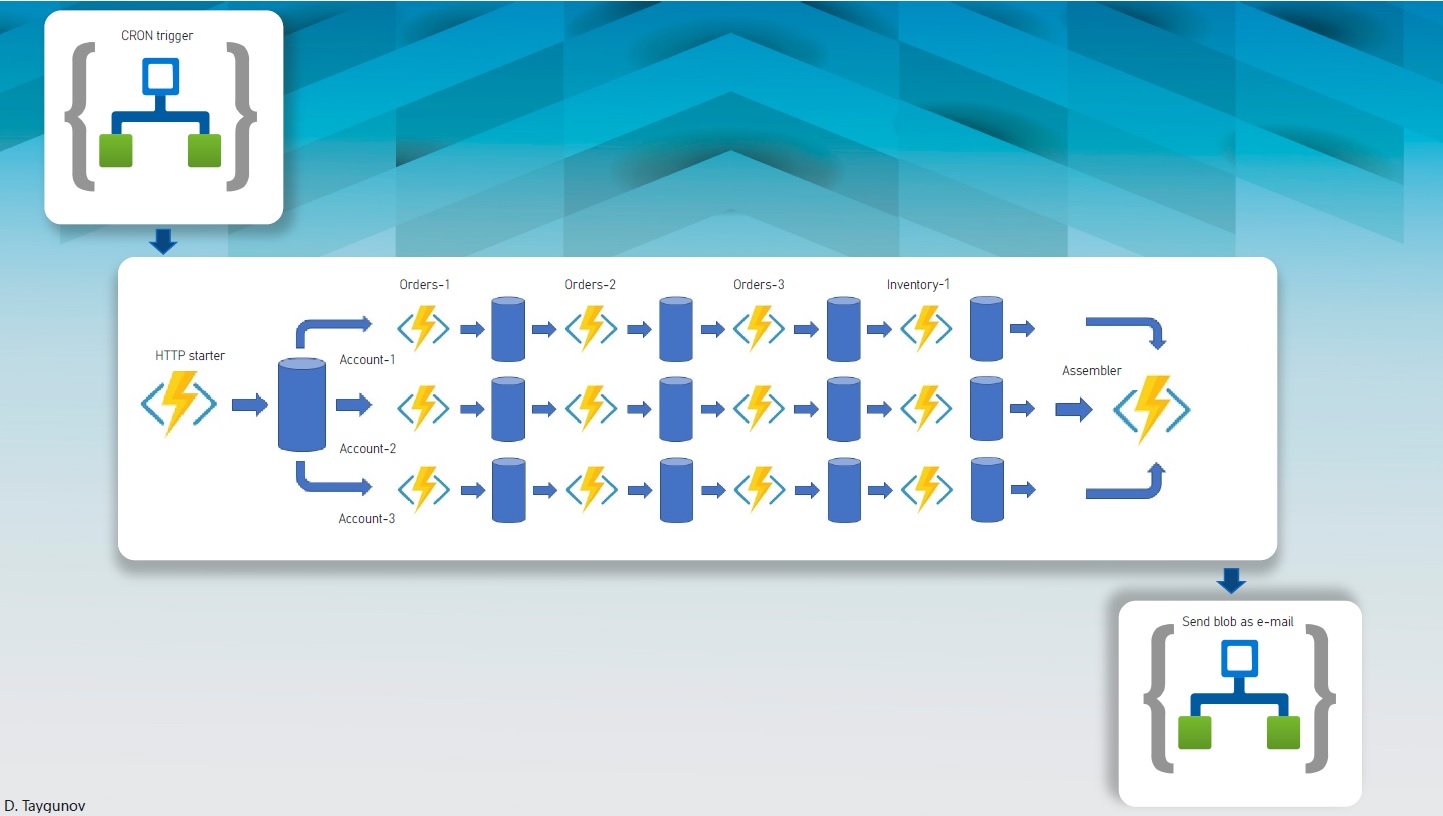 CRON trigger
Orders-1
Orders-2
Orders-3
Inventory-1
HTTP starter
Account-1
Assembler
Account-2
Account-3
Send blob as e-mail
D. Taygunov